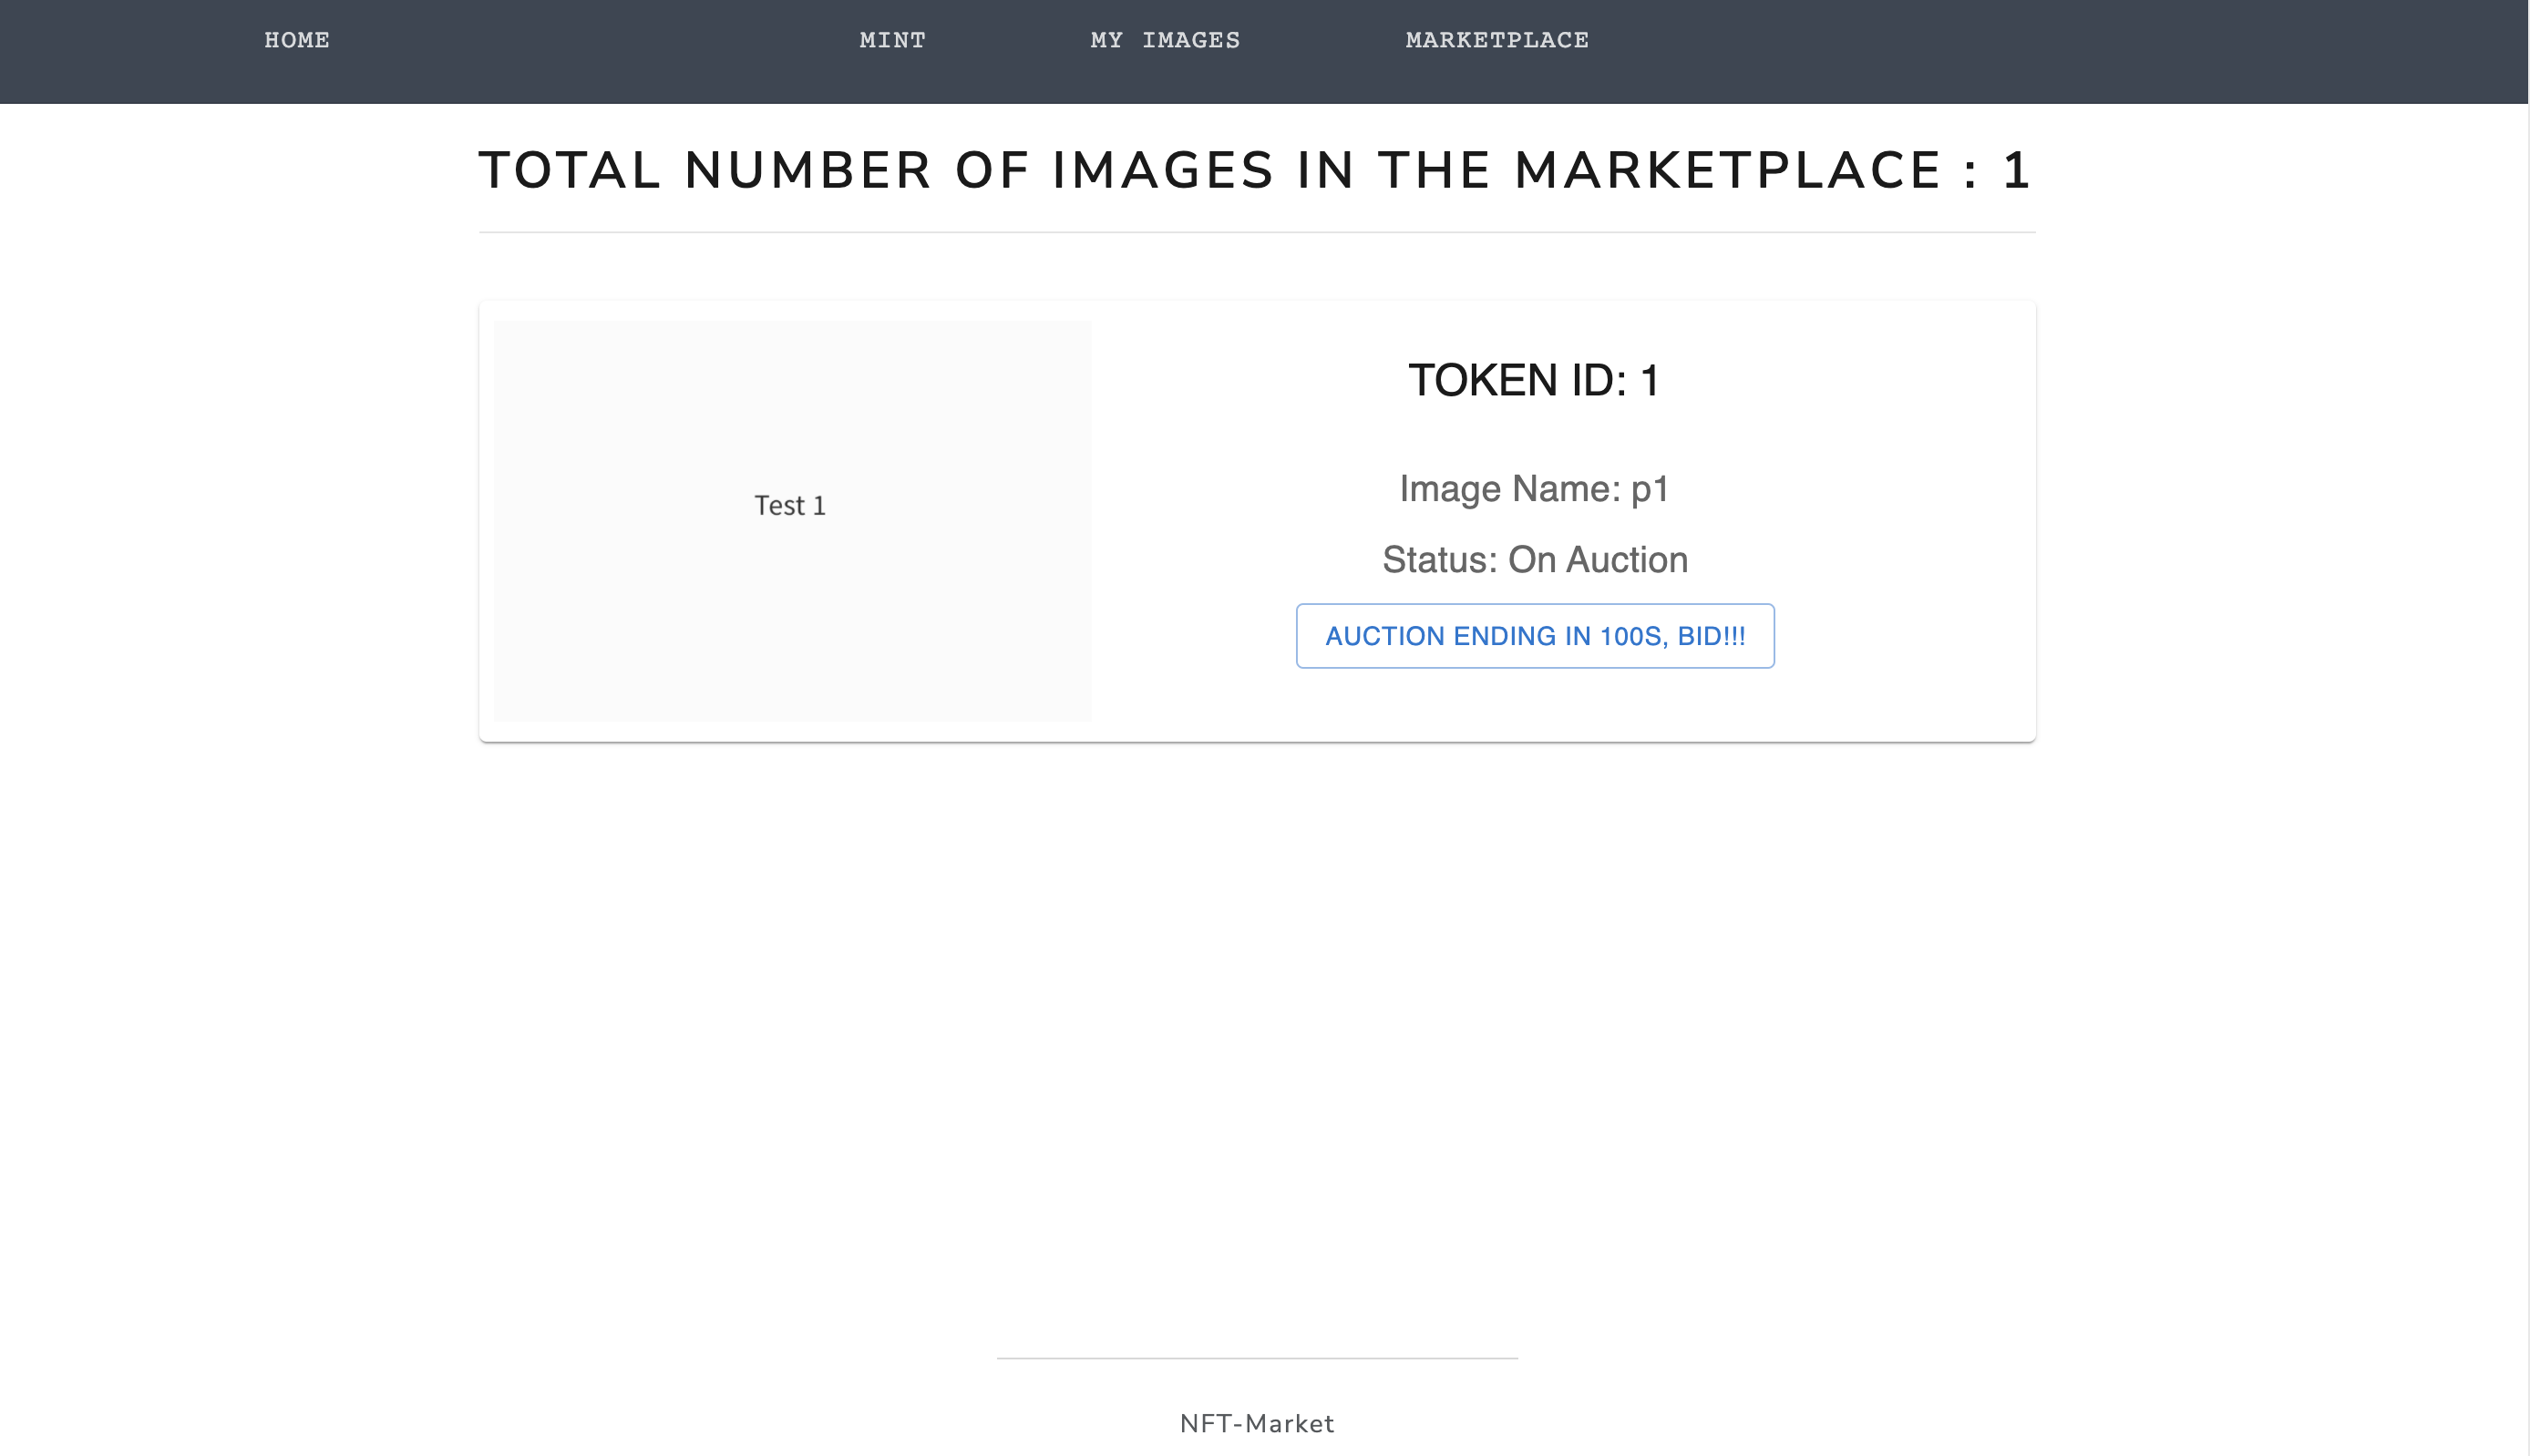 HOME MINT MY IMAGES MARKETPLACE
TOTAL NUMBER OF IMAGES IN THE MARKETPLACE : 1
Test 1
TOKEN ID: 1
Image Name: p1
Status: On Auction
AUCTION ENDING IN 100S, BID!!!
NFT-Market